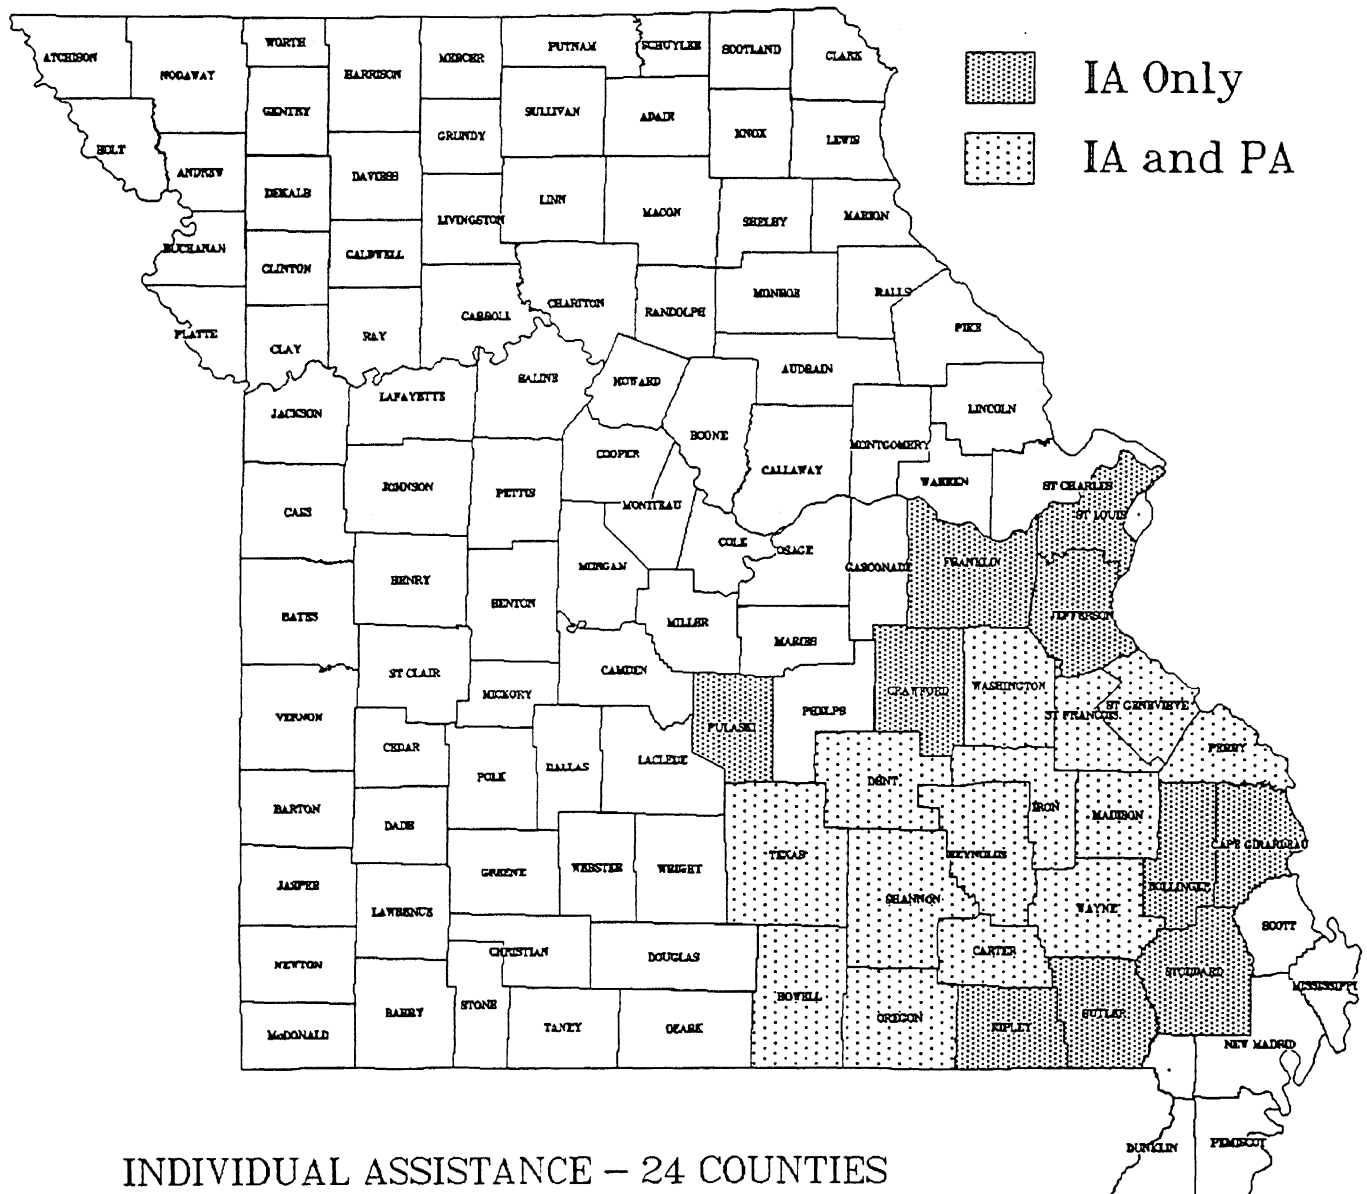 IA Only
IA and PA
ATCHISON
NODAWAY
WORTH
HARRISON
MERCER
PUTNAM
SCHUYLER
SCOTLAND
CLARK
HOLT
GENTRY
GRUNDY
SULLIVAN
ADAIR
KNOX
LEWIS
ANDREW
DEKALB
DAVIESS
LIVINGSTON
LINN
MACON
SHELBY
MARION
BUCHANAN
CLINTON
CALDWELL
CARROLL
CHARITON
RANDOLPH
MONROE
RALLS
PIKE
PLATTE
CLAY
RAY
SALINE
HOWARD
AUDRAIN
JACKSON
LAFAYETTE
BOONE
CALLAWAY
MONTGOMERY
LINCOLN
CASS
JOHNSON
PETTIS
COOPER
MONITEAU
WARREN
ST CHARLES
ST LOUIS
BATES
HENRY
BENTON
MORGAN
COLE
OSAGE
GASCONADE
FRANKLIN
JEFFERSON
MILLER
MARIES
VERNON
ST CLAIR
HICKORY
CAMDEN
PULASKI
PHELPS
CRAWFORD
WASHINGTON
ST FRANCOIS
ST GENEVIEVE
PERRY
CEDAR
POLK
DALLAS
LACLEDE
DENT
IRON
MADISON
BARTON
DADE
GREENE
WEBSTER
WRIGHT
TEXAS
SHANNON
REYNOLDS
WAYNE
BOLLINGER
CAPE GIRARDEAU
JASPER
LAWRENCE
CHRISTIAN
DOUGLAS
CARTER
STODDARD
SCOTT
MISSISSIPPI
NEWTON
BARRY
STONE
TANEY
OZARK
HOWELL
OREGON
RIPLEY
BUTLER
NEW MADRID
McDONALD
DUNKLIN
PEMISCOT
INDIVIDUAL ASSISTANCE – 24 COUNTIES